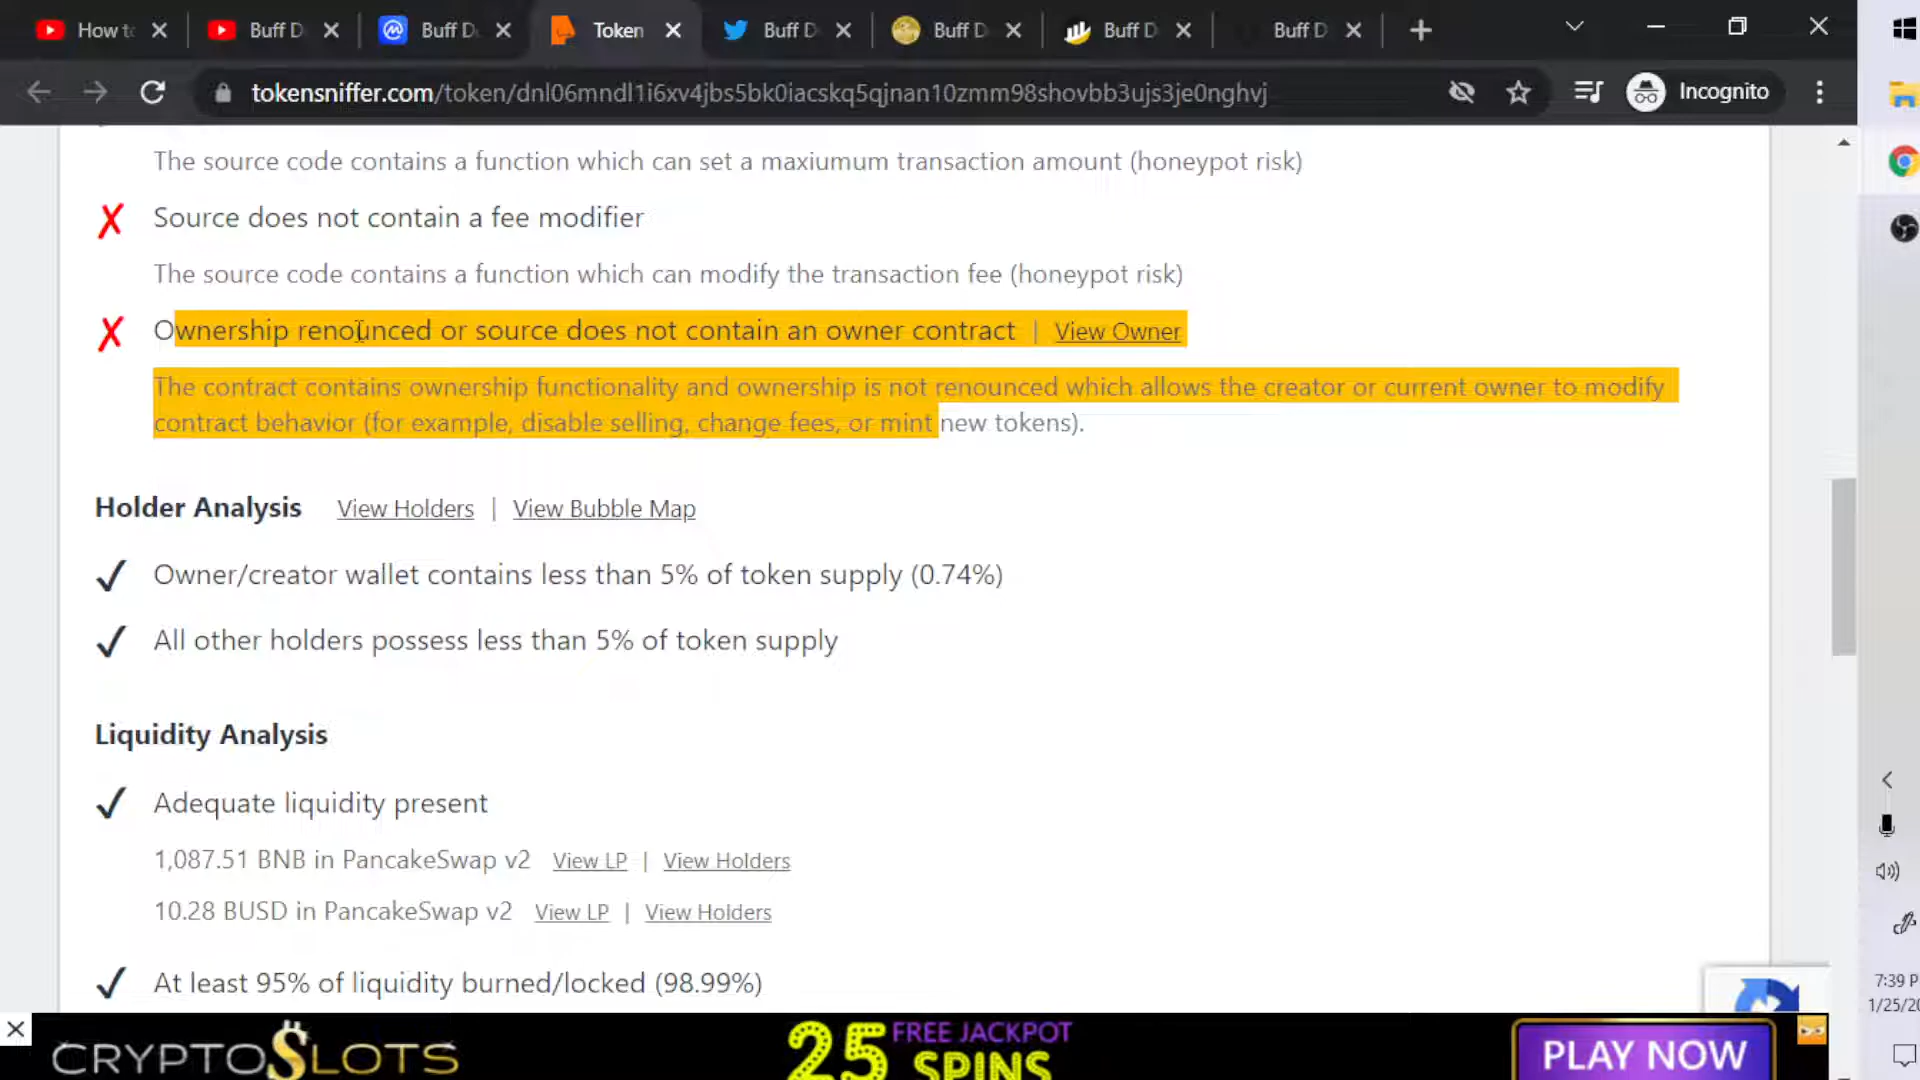 How to
Buff D
Buff D
Token
Buff D
Buff D
Buff D
Buff D
tokensniffer.com/token/dnl06mndl1i6xv4jbs5bk0iacskq5qjnan10zmm98shovbb3ujs3je0nghvj
Incognito
The source code contains a function which can set a maxiumum transaction amount (honeypot risk)
✗ Source does not contain a fee modifier
The source code contains a function which can modify the transaction fee (honeypot risk)
✗ Ownership renounced or source does not contain an owner contract | View Owner
The contract contains ownership functionality and ownership is not renounced which allows the creator or current owner to modify
contract behavior (for example, disable selling, change fees, or mint new tokens).
Holder Analysis View Holders | View Bubble Map
✓ Owner/creator wallet contains less than 5% of token supply (0.74%)
✓ All other holders possess less than 5% of token supply
Liquidity Analysis
✓ Adequate liquidity present
1,087.51 BNB in PancakeSwap v2 View LP | View Holders
10.28 BUSD in PancakeSwap v2 View LP | View Holders
✓ At least 95% of liquidity burned/locked (98.99%)
7:39 P
1/25/20
CRYPTO$LOTS
25 FREE JACKPOT
SPINS
PLAY NOW